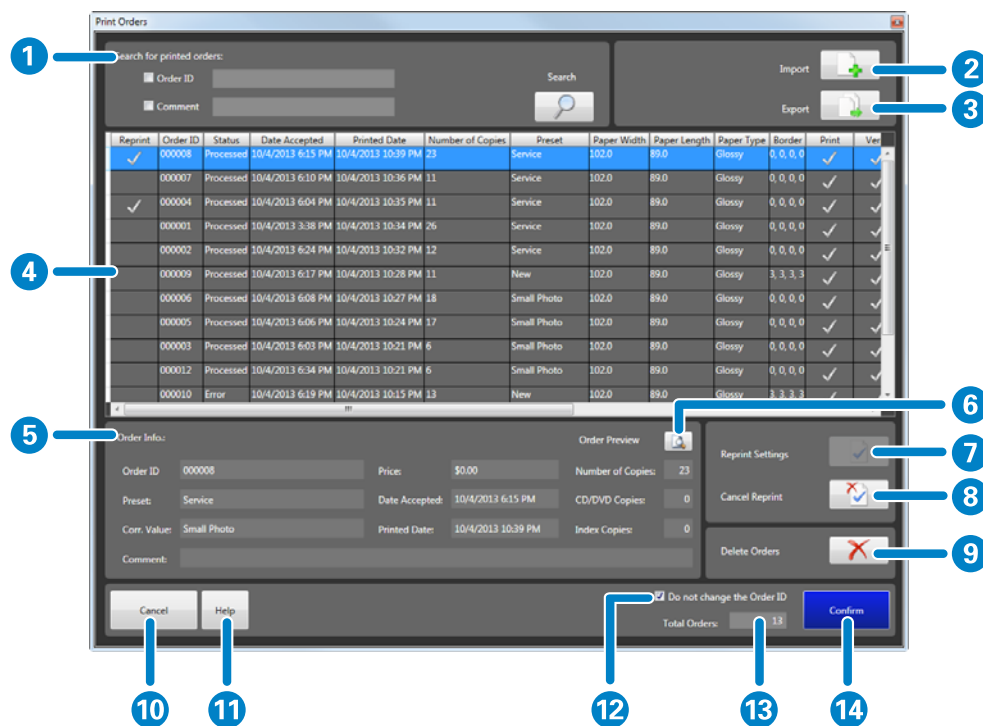 Print Orders
1 Search for printed orders:
Order ID
Search
Comment
Import 2
Export 3
Reprint Order ID Status Date Accepted Printed Date Number of Copies Preset Paper Width Paper Length Paper Type Border Print Ver
000008 Processed 10/4/2013 6:15 PM 10/4/2013 10:39 PM 23 Service 102.0 89.0 Glossy 0, 0, 0, 0
000007 Processed 10/4/2013 6:10 PM 10/4/2013 10:36 PM 11 Service 102.0 89.0 Glossy 0, 0, 0, 0
000004 Processed 10/4/2013 6:04 PM 10/4/2013 10:35 PM 11 Service 102.0 89.0 Glossy 0, 0, 0, 0
000001 Processed 10/4/2013 3:38 PM 10/4/2013 10:34 PM 26 Service 102.0 89.0 Glossy 0, 0, 0, 0
000002 Processed 10/4/2013 6:24 PM 10/4/2013 10:32 PM 12 Service 102.0 89.0 Glossy 0, 0, 0, 0
4 000009 Processed 10/4/2013 6:17 PM 10/4/2013 10:28 PM 11 New 102.0 89.0 Glossy 3, 3, 3, 3
000006 Processed 10/4/2013 6:08 PM 10/4/2013 10:27 PM 18 Small Photo 102.0 89.0 Glossy 0, 0, 0, 0
000005 Processed 10/4/2013 6:06 PM 10/4/2013 10:24 PM 17 Small Photo 102.0 89.0 Glossy 0, 0, 0, 0
000003 Processed 10/4/2013 6:03 PM 10/4/2013 10:21 PM 6 Small Photo 102.0 89.0 Glossy 0, 0, 0, 0
000012 Processed 10/4/2013 6:34 PM 10/4/2013 10:21 PM 6 Small Photo 102.0 89.0 Glossy 0, 0, 0, 0
000010 Error 10/4/2013 6:19 PM 10/4/2013 10:15 PM 13 New 102.0 89.0 Glossy 3, 3, 3, 3
5 Order Info.: Order Preview 6
Order ID 000008 Price: $0.00 Number of Copies: 23
Preset: Service Date Accepted: 10/4/2013 6:15 PM CD/DVD Copies: 0
Corr. Value: Small Photo Printed Date: 10/4/2013 10:39 PM Index Copies: 0
Comment:
Reprint Settings 7
Cancel Reprint 8
Delete Orders 9
Cancel Help
Do not change the Order ID
Total Orders: 13
Confirm
10 11 12 13 14